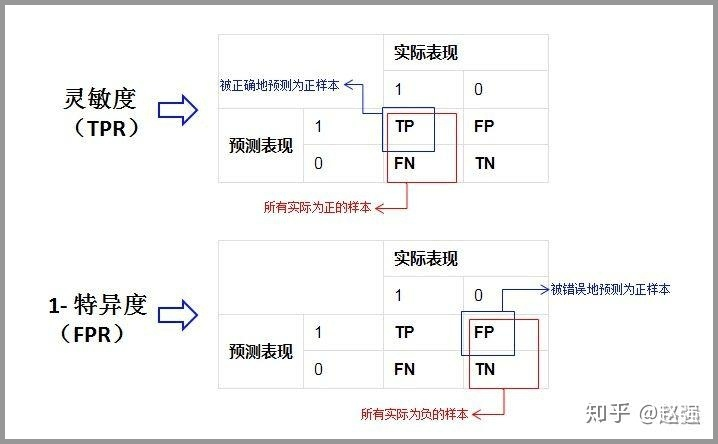 实际表现
被正确地预测为正样本
1 0
灵敏度
（TPR）
预测表现
1 TP FP
0 FN TN
所有实际为正的样本
实际表现
1 0
被错误地预测为正样本
1- 特异度
（FPR）
预测表现
1 TP FP
0 FN TN
所有实际为负的样本
知乎 @赵强